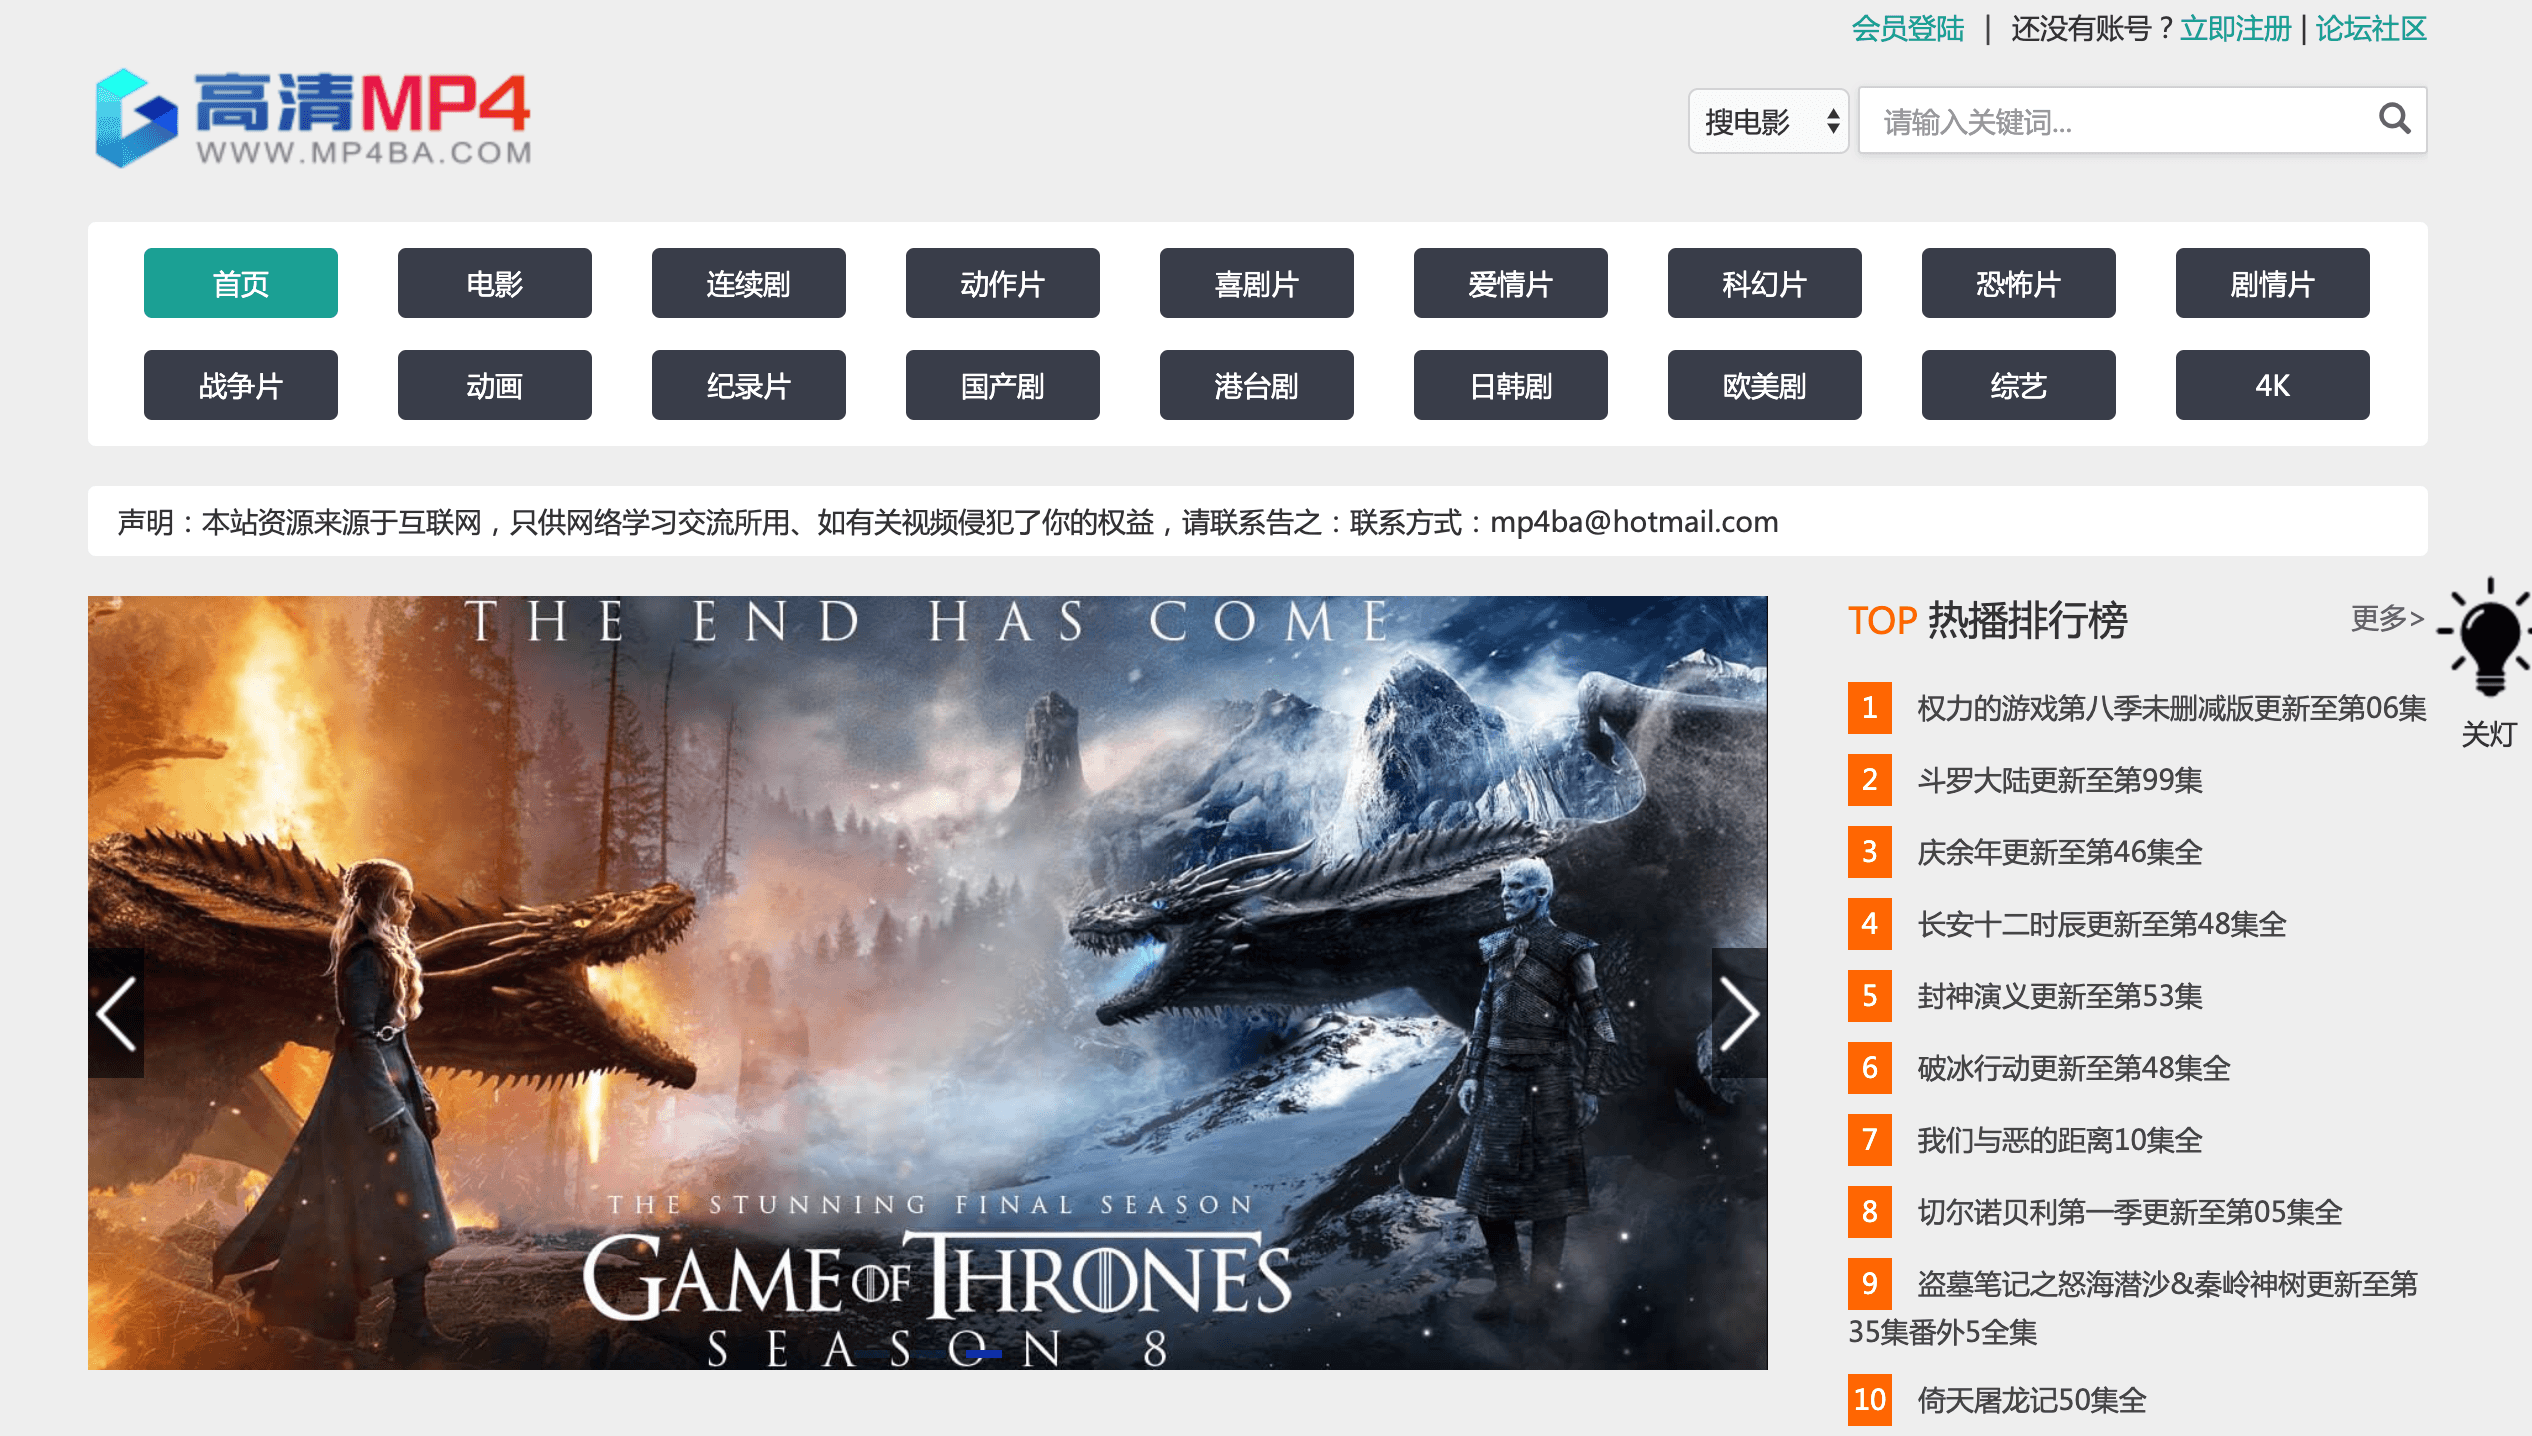 会员登陆 | 还没有账号？立即注册 | 论坛社区
高清MP4
WWW.MP4BA.COM
搜电影
请输入关键词...
首页 电影 连续剧 动作片 喜剧片 爱情片 科幻片 恐怖片 剧情片
战争片 动画 纪录片 国产剧 港台剧 日韩剧 欧美剧 综艺 4K
声明：本站资源来源于互联网，只供网络学习交流所用、如有关视频侵犯了你的权益，请联系告之：联系方式：mp4ba@hotmail.com
THE END HAS COME
THE STUNNING FINAL SEASON
GAME OF THRONES
SEASON 8
TOP 热播排行榜
更多>
1 权力的游戏第八季未删减版更新至第06集
2 斗罗大陆更新至第99集
3 庆余年更新至第46集全
4 长安十二时辰更新至第48集全
5 封神演义更新至第53集
6 破冰行动更新至第48集全
7 我们与恶的距离10集全
8 切尔诺贝利第一季更新至第05集全
9 盗墓笔记之怒海潜沙&秦岭神树更新至第
35集番外5全集
10 倚天屠龙记50集全
关灯